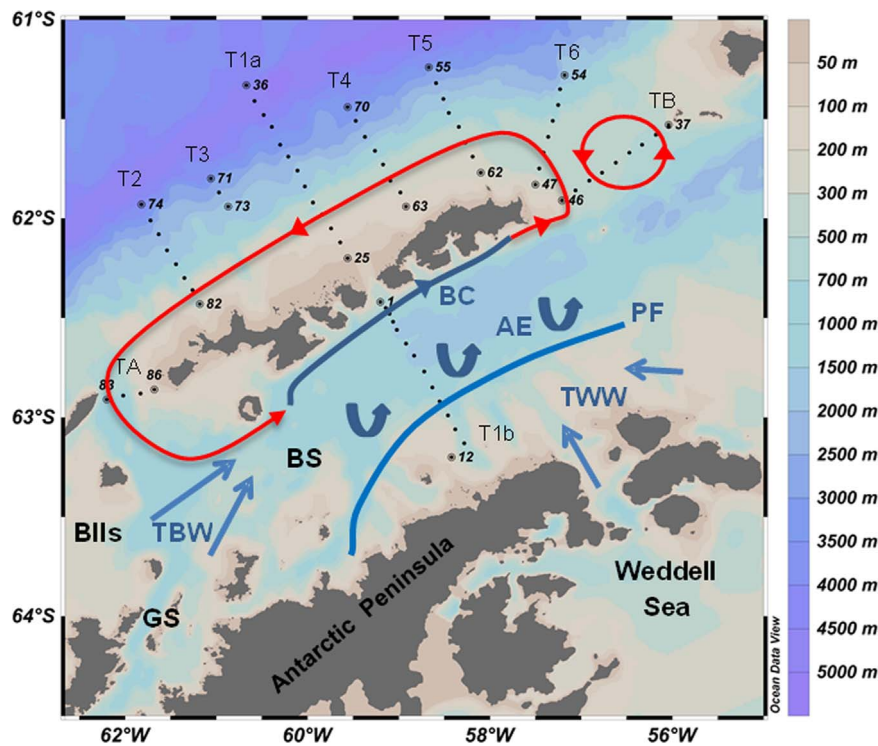 61°S
62°S
63°S
64°S
62°W
60°W
58°W
56°W
T1a
36
T5
55
T6
54
TB
37
T4
70
T3
71
73
T2
74
62
47
46
63
25
82
1
BC
AE
PF
TA
83
86
TWW
T1b
12
BS
TBW
BIIs
GS
Antarctic Peninsula
Weddell
Sea
Ocean Data View
50 m
100 m
200 m
300 m
500 m
700 m
1000 m
1500 m
2000 m
2500 m
3000 m
3500 m
4000 m
4500 m
5000 m